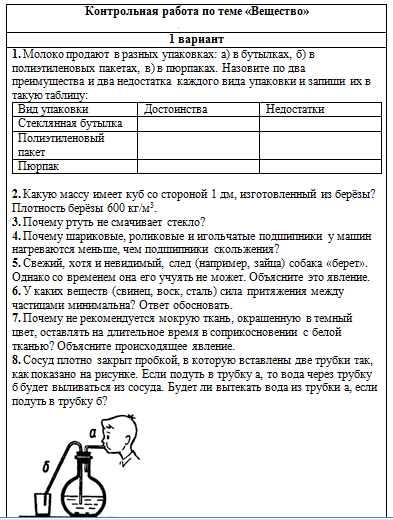 Контрольная работа по теме «Вещество»
1 вариант
1. Молоко продают в разных упаковках: а) в бутылках, б) в
полиэтиленовых пакетах, в) в пюрпаках. Назовите по два
преимущества и два недостатка каждого вида упаковки и запиши их в
такую таблицу:
Вид упаковки Достоинства Недостатки
Стеклянная бутылка
Полиэтиленовый
пакет
Пюрпак
2. Какую массу имеет куб со стороной 1 дм, изготовленный из берёзы?
Плотность берёзы 600 кг/м³.
3. Почему ртуть не смачивает стекло?
4. Почему шариковые, роликовые и игольчатые подшипники у машин
нагреваются меньше, чем подшипники скольжения?
5. Свежий, хотя и невидимый, след (например, зайца) собака «берет».
Однако со временем она его учуять не может. Объясните это явление.
6. У каких веществ (свинец, воск, сталь) сила притяжения между
частицами минимальна? Ответ обосновать.
7. Почему не рекомендуется мокрую ткань, окрашенную в темный
цвет, оставлять на длительное время в соприкосновении с белой
тканью? Объясните происходящее явление.
8. Сосуд плотно закрыт пробкой, в которую вставлены две трубки так,
как показано на рисунке. Если подуть в трубку а, то вода через трубку
б будет выливаться из сосуда. Будет ли вытекать вода из трубки а, если
подуть в трубку б?
а
б